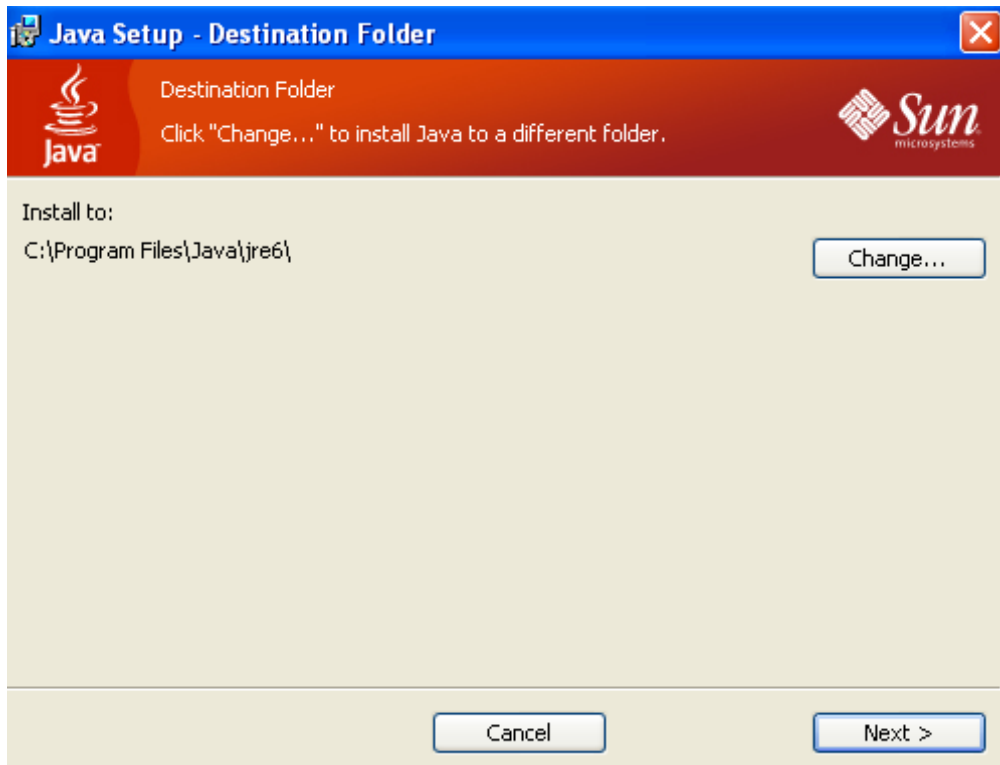 Java Setup - Destination Folder
Destination Folder
Click "Change..." to install Java to a different folder.
Java
Sun
microsystems
Install to:
C:\Program Files\Java\jre6\
Change...
Cancel
Next >